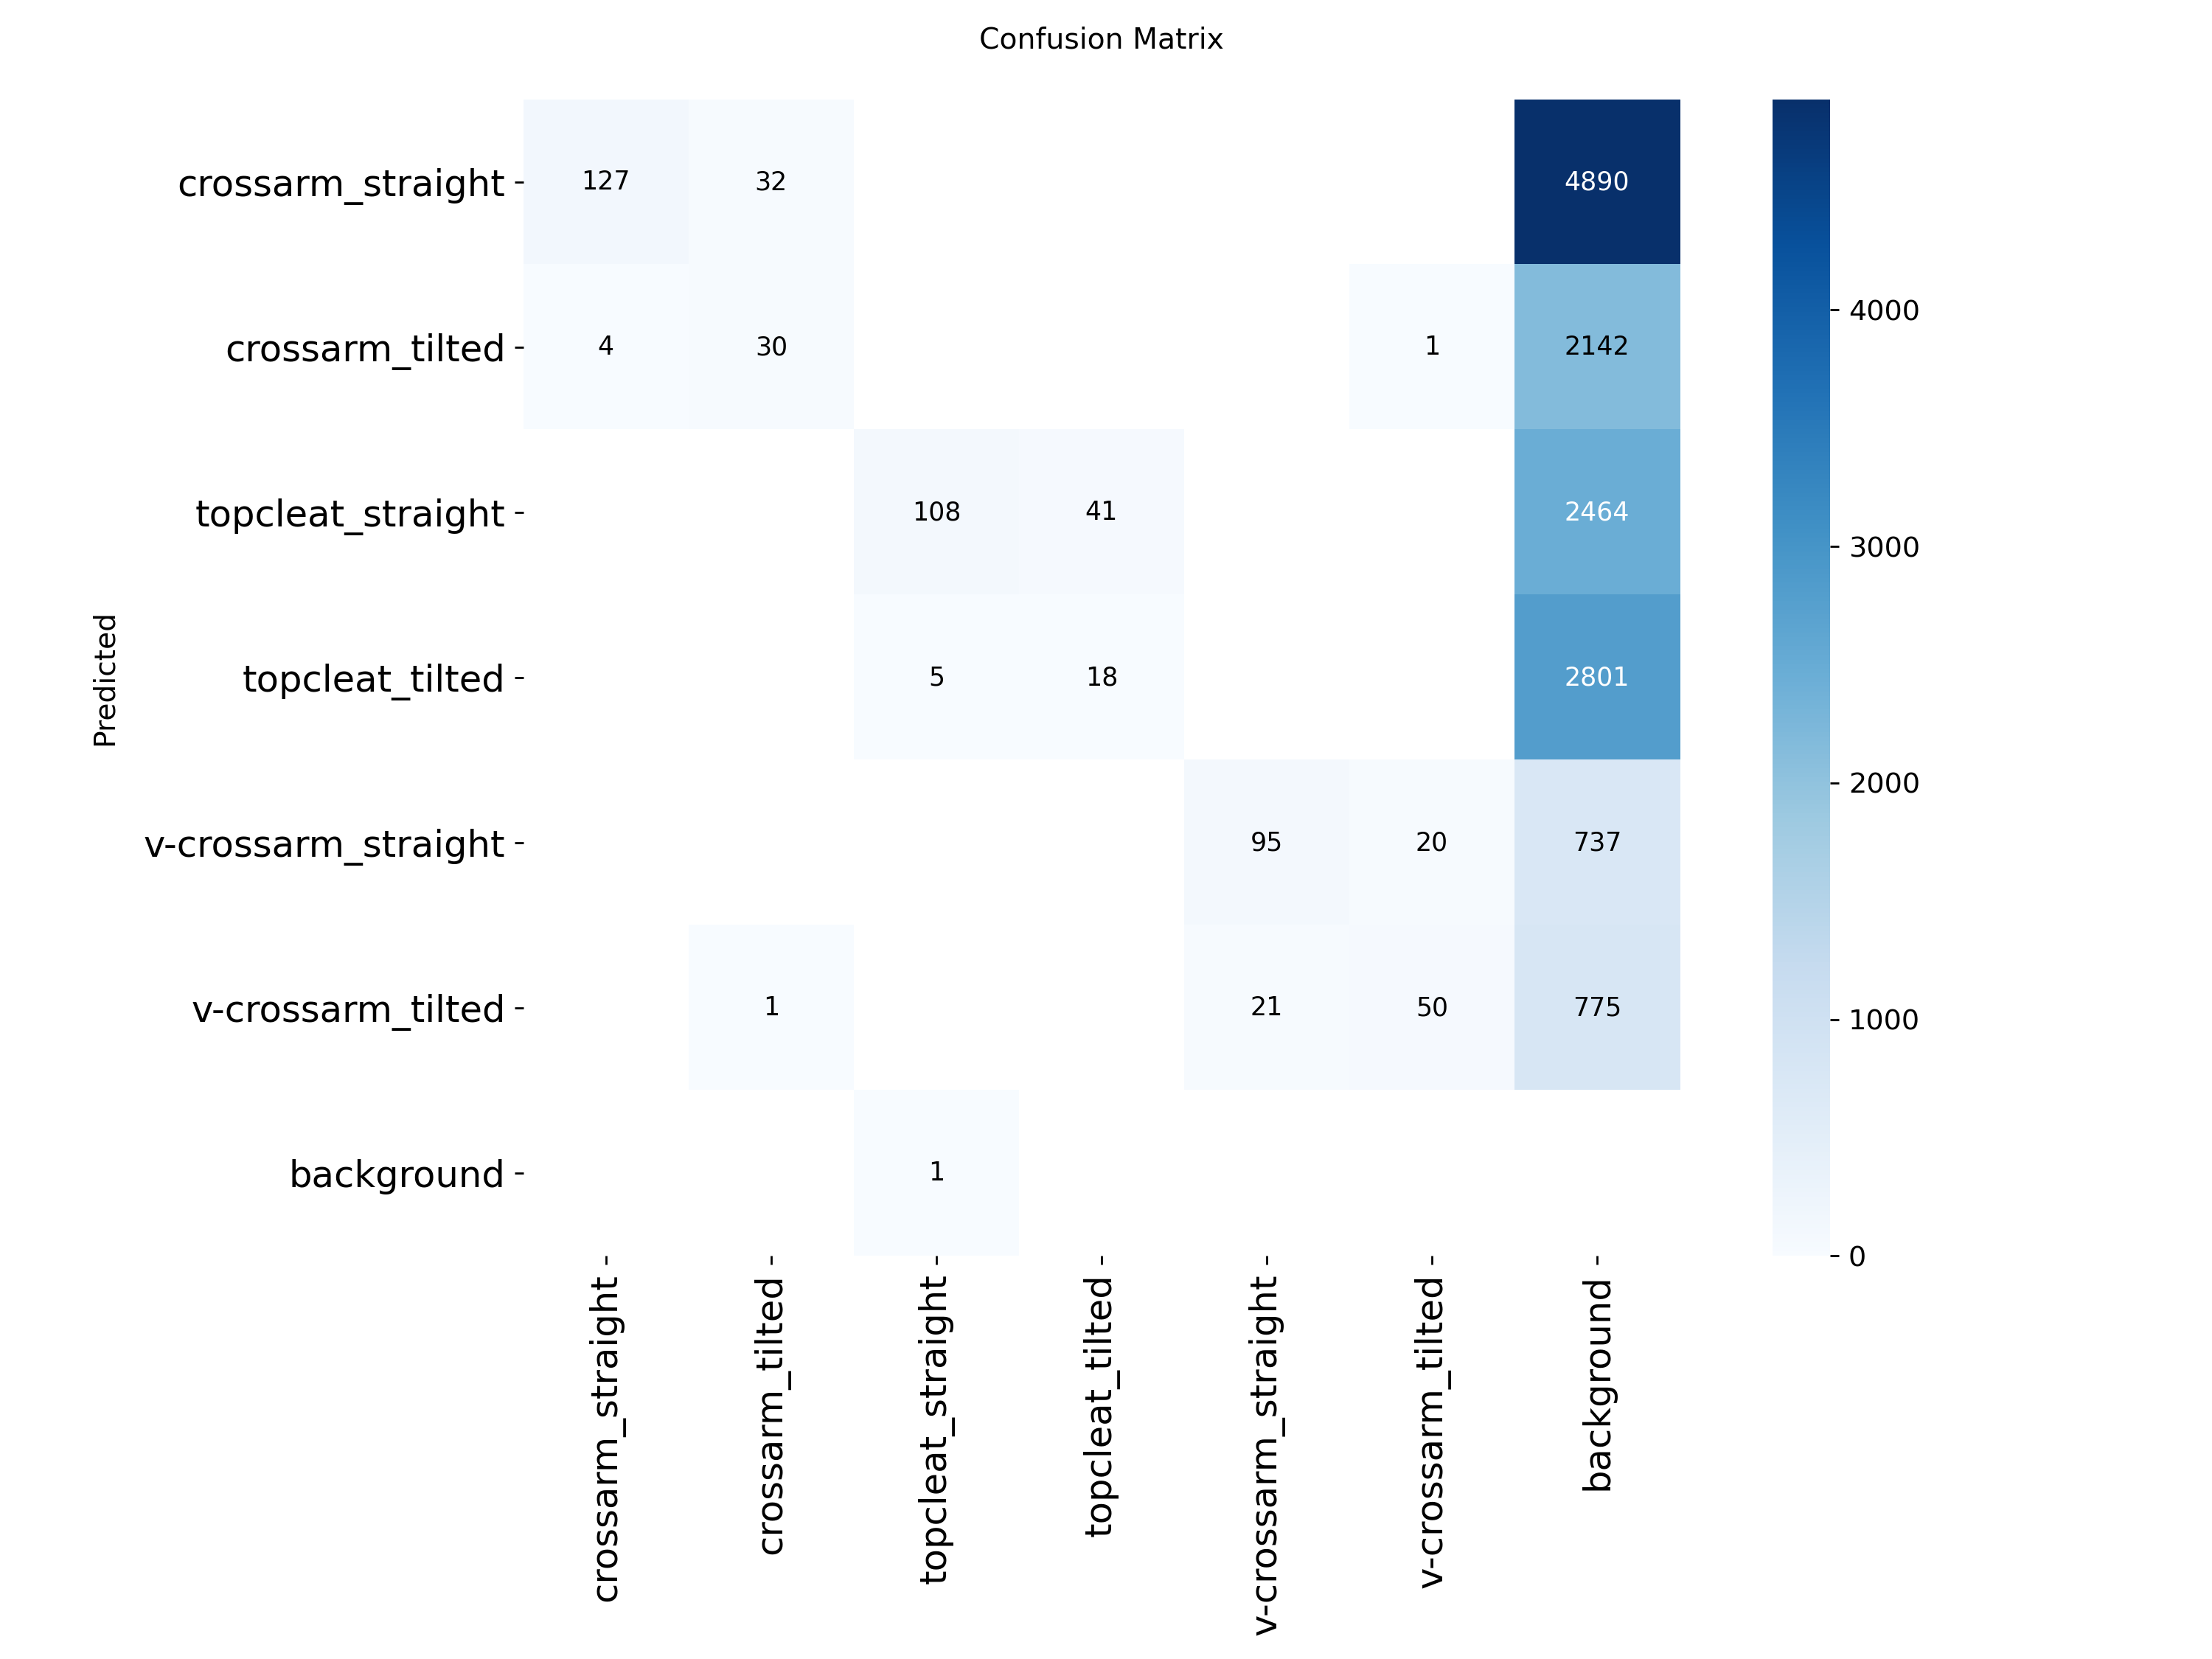 Confusion Matrix
crossarm_straight 127 32 4890
crossarm_tilted 4 30 1 2142
topcleat_straight 108 41 2464
topcleat_tilted 5 18 2801
v-crossarm_straight 95 20 737
v-crossarm_tilted 1 21 50 775
background 1
Predicted
crossarm_straight
crossarm_tilted
topcleat_straight
topcleat_tilted
v-crossarm_straight
v-crossarm_tilted
background
4000
3000
2000
1000
0